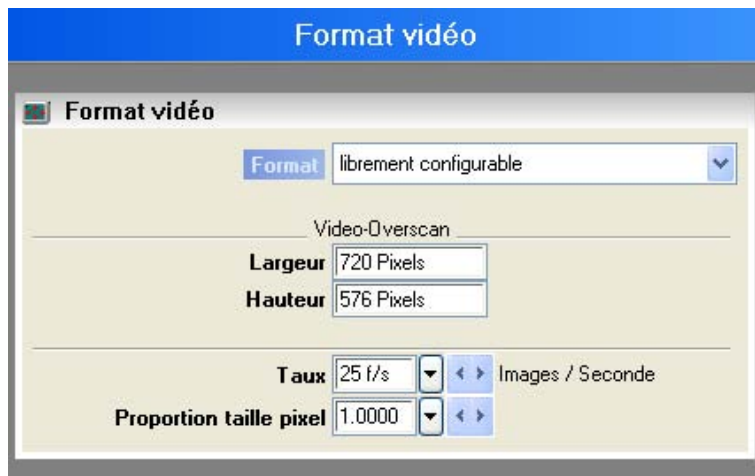 Format vidéo
Format vidéo
Format librement configurable
Video-Overscan
Largeur 720 Pixels
Hauteur 576 Pixels
Taux 25 f/s Images / Seconde
Proportion taille pixel 1.0000